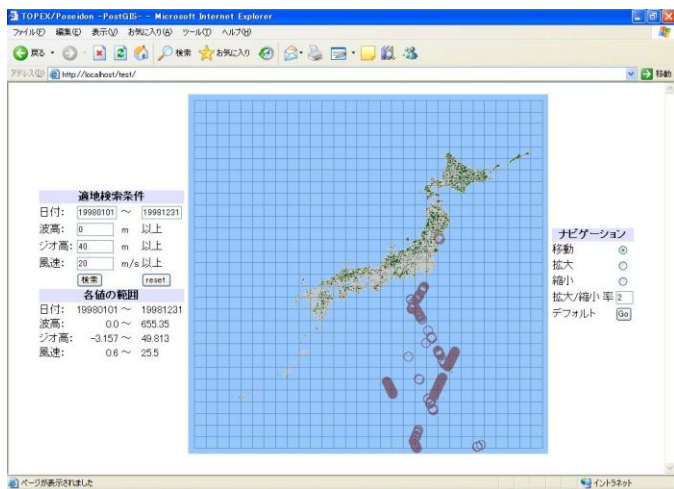 TOPEX/Poseidon -PostGIS- - Microsoft Internet Explorer
ファイル(F) 編集(E) 表示(V) お気に入り(A) ツール(T) ヘルプ(H)
戻る 検索 お気に入り
アドレス(D) http://localhost/test/ 移動
適地検索条件
日付: 19980101 ～ 19981231
波高: 0 m 以上
ジオ高: 40 m 以上
風速: 20 m/s 以上
検索 reset
各値の範囲
日付: 19980101 ～ 19981231
波高: 0.0 ～ 655.35
ジオ高: -3.157 ～ 49.813
風速: 0.6 ～ 25.5
ナビゲーション
移動
拡大
縮小
拡大/縮小 率 2
デフォルト Go
ページが表示されました イントラネット